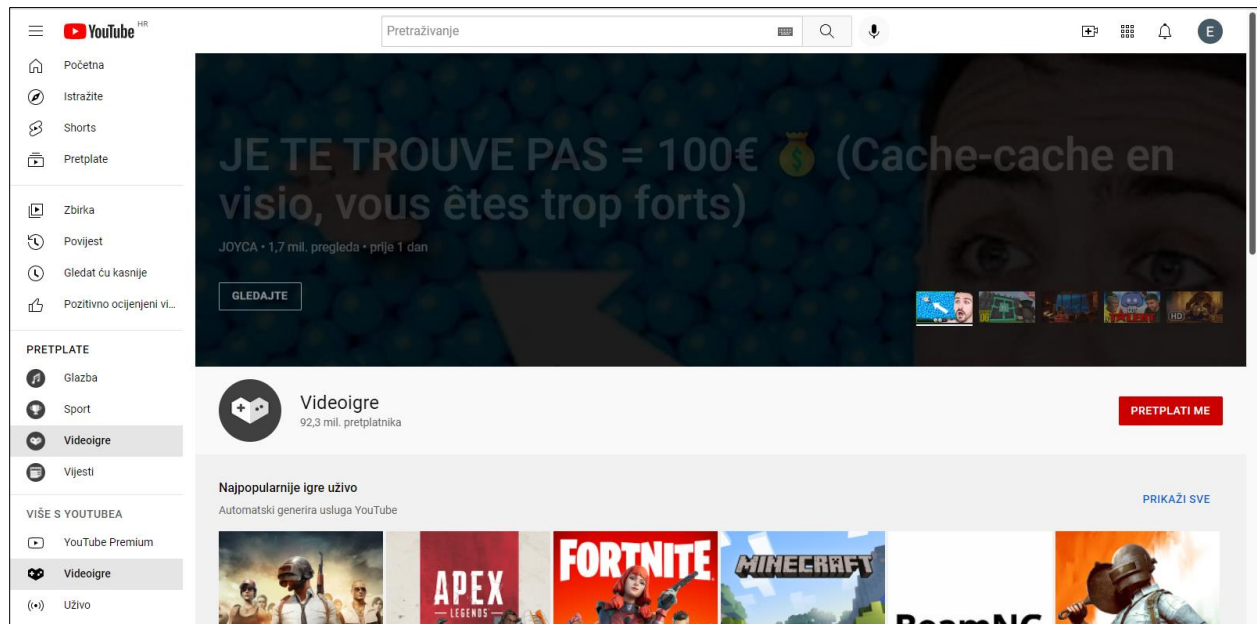 YouTube HR
Pretraživanje
E
Početna
Istražite
Shorts
Pretplate
Zbirka
Povijest
Gledat ću kasnije
Pozitivno ocijenjeni vi...
PRETPLATE
Glazba
Sport
Videoigre
Vijesti
VIŠE S YOUTUBEA
YouTube Premium
Videoigre
Uživo
JE TE TROUVE PAS = 100€ 💰 (Cache-cache en
visio, vous êtes trop forts)
JOYCA • 1,7 mil. pregleda • prije 1 dan
GLEDAJTE
HD
Videoigre
92,3 mil. pretplatnika
PRETPLATI ME
Najpopularnije igre uživo
Automatski generira usluga YouTube
PRIKAŽI SVE
APEX
LEGENDS
FORTNITE
MINECRAFT
BeamNG